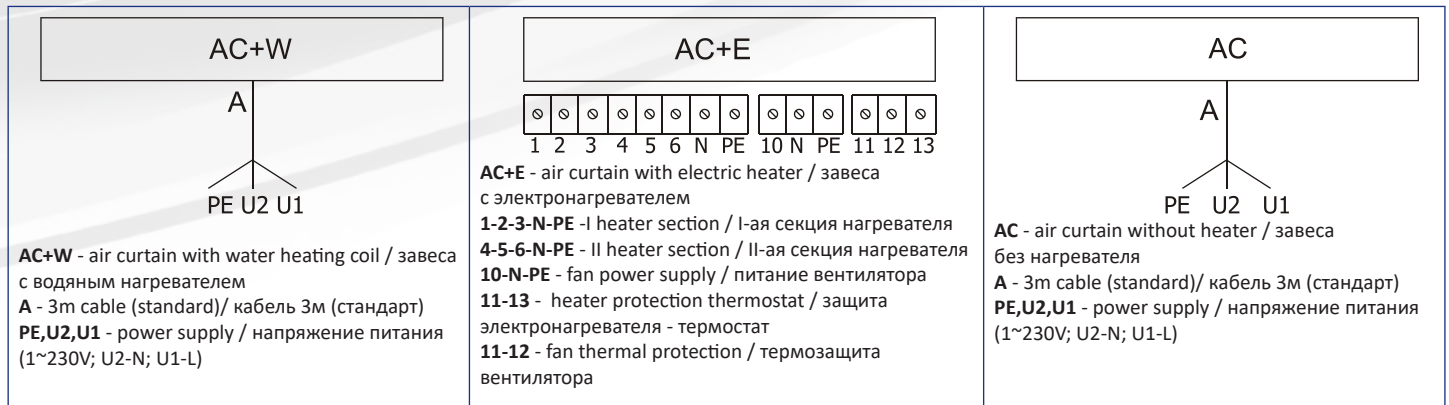 AC+W
A
PE U2 U1
AC+W - air curtain with water heating coil / завеса
с водяным нагревателем
A - 3m cable (standard)/ кабель 3м (стандарт)
PE,U2,U1 - power supply / напряжение питания
(1~230V; U2-N; U1-L)
AC+E
1 2 3 4 5 6 N PE 10 N PE 11 12 13
AC+E - air curtain with electric heater / завеса
с электронагревателем
1-2-3-N-PE -I heater section / I-ая секция нагревателя
4-5-6-N-PE - II heater section / II-ая секция нагревателя
10-N-PE - fan power supply / питание вентилятора
11-13 - heater protection thermostat / защита
электронагревателя - термостат
11-12 - fan thermal protection / термозащита
вентилятора
AC
A
PE U2 U1
AC - air curtain without heater / завеса
без нагревателя
A - 3m cable (standard)/ кабель 3м (стандарт)
PE,U2,U1 - power supply / напряжение питания
(1~230V; U2-N; U1-L)